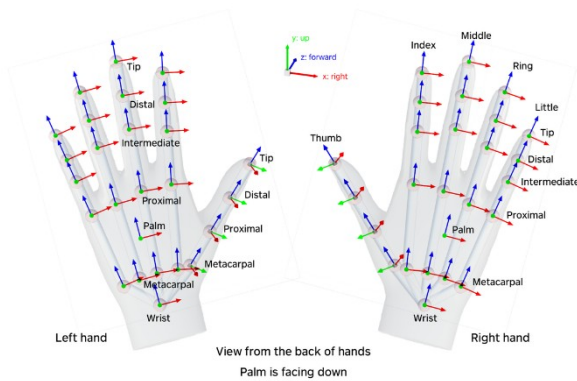 Tip
Distal
Intermediate
Proximal
Palm
Metacarpal
Wrist
Tip
Distal
Proximal
Metacarpal
Left hand
y: up
z: forward
x: right
Index
Middle
Ring
Little
Tip
Distal
Intermediate
Proximal
Palm
Metacarpal
Wrist
Thumb
Right hand
View from the back of hands
Palm is facing down